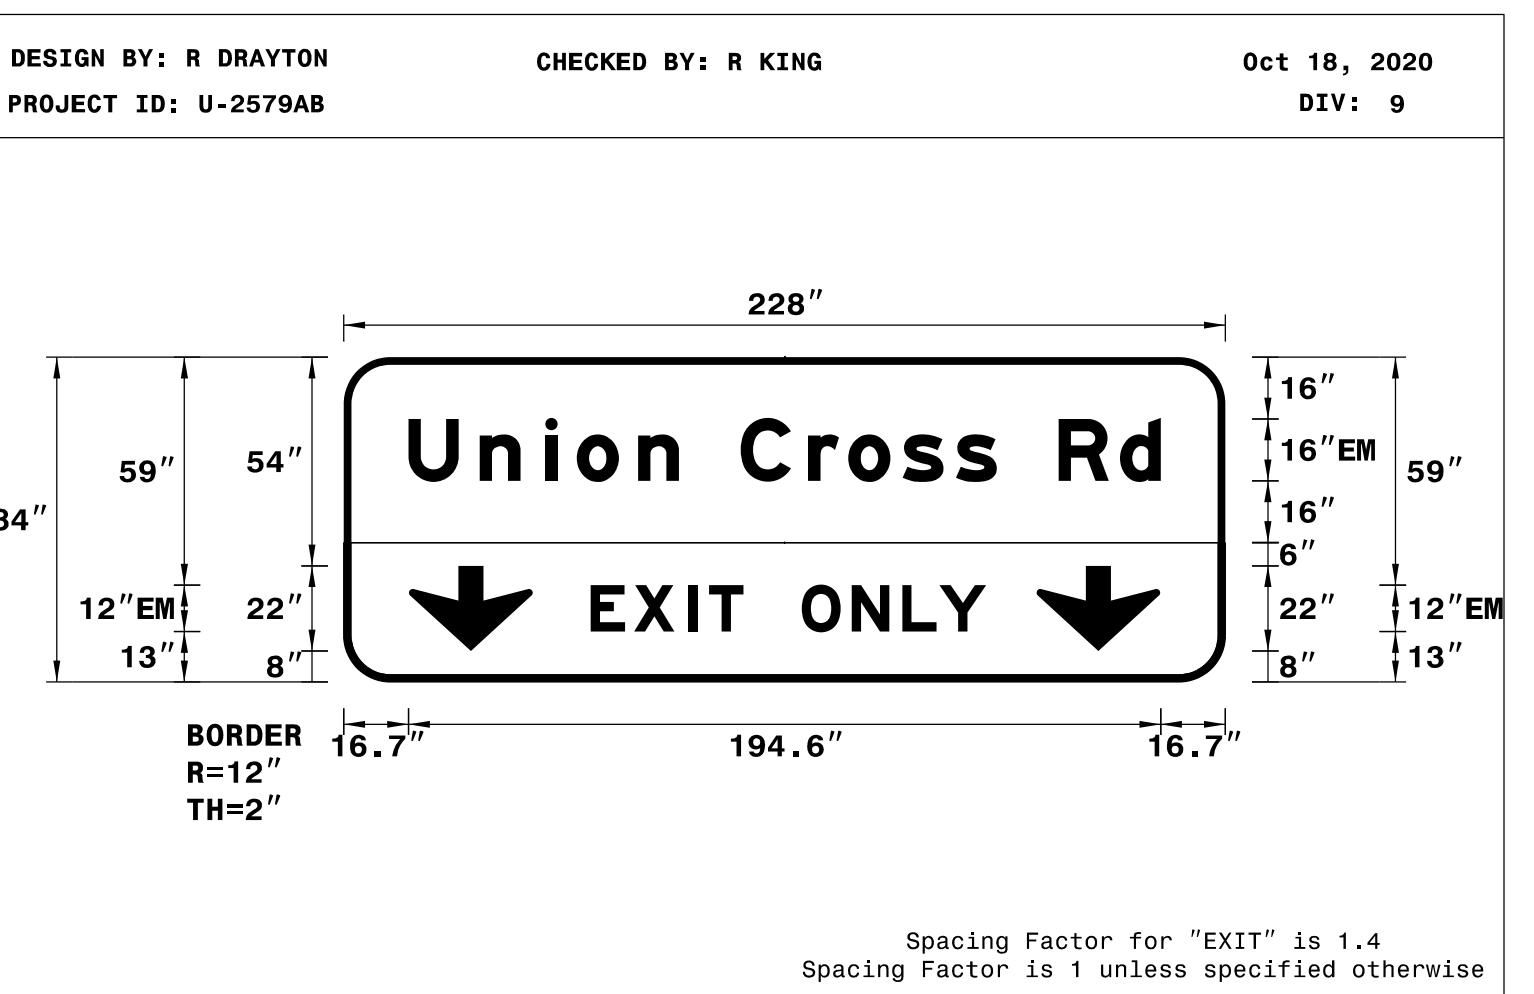 DESIGN BY: R DRAYTON
CHECKED BY: R KING
Oct 18, 2020
PROJECT ID: U-2579AB
DIV: 9
228"
16"
59"
54"
Union Cross Rd
16"EM
59"
16"
6"
12"EM
22"
EXIT ONLY
22"
12"EM
13"
8"
8"
13"
BORDER
16.7"
194.6"
16.7"
R=12"
TH=2"
Spacing Factor for "EXIT" is 1.4
Spacing Factor is 1 unless specified otherwise